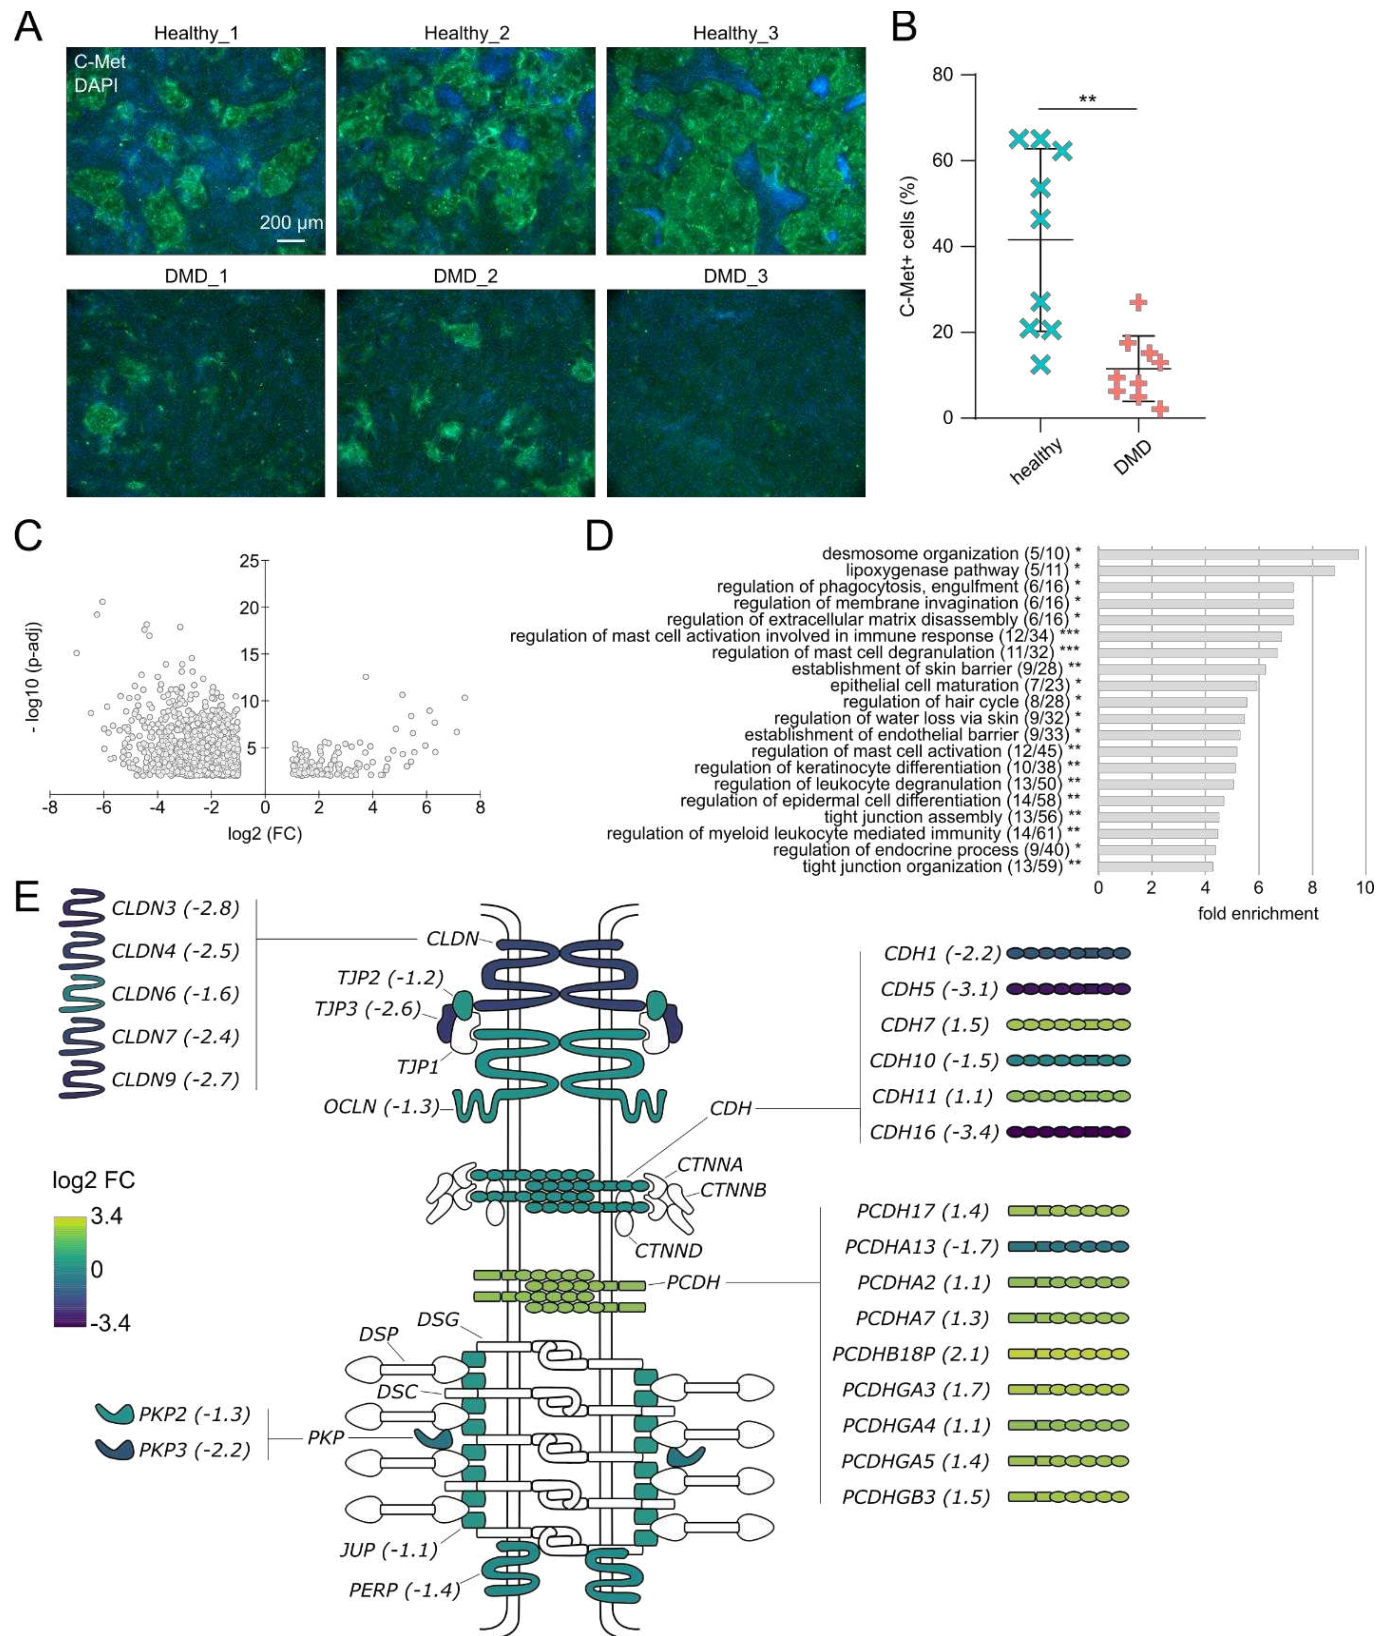 A
Healthy_1
Healthy_2
Healthy_3
C-Met
DAPI
200 µm
DMD_1
DMD_2
DMD_3
B
80
60
40
20
0
C-Met+ cells (%)
**
healthy
DMD
C
25
20
15
10
5
- log10 (p-adj)
-8
-6
-4
-2
0
2
4
6
8
log2 (FC)
D
desmosome organization (5/10) *
lipoxygenase pathway (5/11) *
regulation of phagocytosis, engulfment (6/16) *
regulation of membrane invagination (6/16) *
regulation of extracellular matrix disassembly (6/16) *
regulation of mast cell activation involved in immune response (12/34) ***
regulation of mast cell degranulation (11/32) ***
establishment of skin barrier (9/28) **
epithelial cell maturation (7/23) *
regulation of hair cycle (8/28) *
regulation of water loss via skin (9/32) *
establishment of endothelial barrier (9/33) *
regulation of mast cell activation (12/45) **
regulation of keratinocyte differentiation (10/38) **
regulation of leukocyte degranulation (13/50) **
regulation of epidermal cell differentiation (14/58) **
tight junction assembly (13/56) **
regulation of myeloid leukocyte mediated immunity (14/61) **
regulation of endocrine process (9/40) *
tight junction organization (13/59) **
0 2 4 6 8 10
fold enrichment
E
CLDN3 (-2.8)
CLDN4 (-2.5)
CLDN6 (-1.6)
CLDN7 (-2.4)
CLDN9 (-2.7)
CLDN
TJP2 (-1.2)
TJP3 (-2.6)
TJP1
OCLN (-1.3)
CDH
CDH1 (-2.2)
CDH5 (-3.1)
CDH7 (1.5)
CDH10 (-1.5)
CDH11 (1.1)
CDH16 (-3.4)
CTNNA
CTNNB
CTNND
log2 FC
3.4
0
-3.4
PCDH
PCDH17 (1.4)
PCDHA13 (-1.7)
PCDHA2 (1.1)
PCDHA7 (1.3)
PCDHB18P (2.1)
PCDHGA3 (1.7)
PCDHGA4 (1.1)
PCDHGA5 (1.4)
PCDHGB3 (1.5)
DSG
DSP
DSC
PKP2 (-1.3)
PKP3 (-2.2)
PKP
JUP (-1.1)
PERP (-1.4)